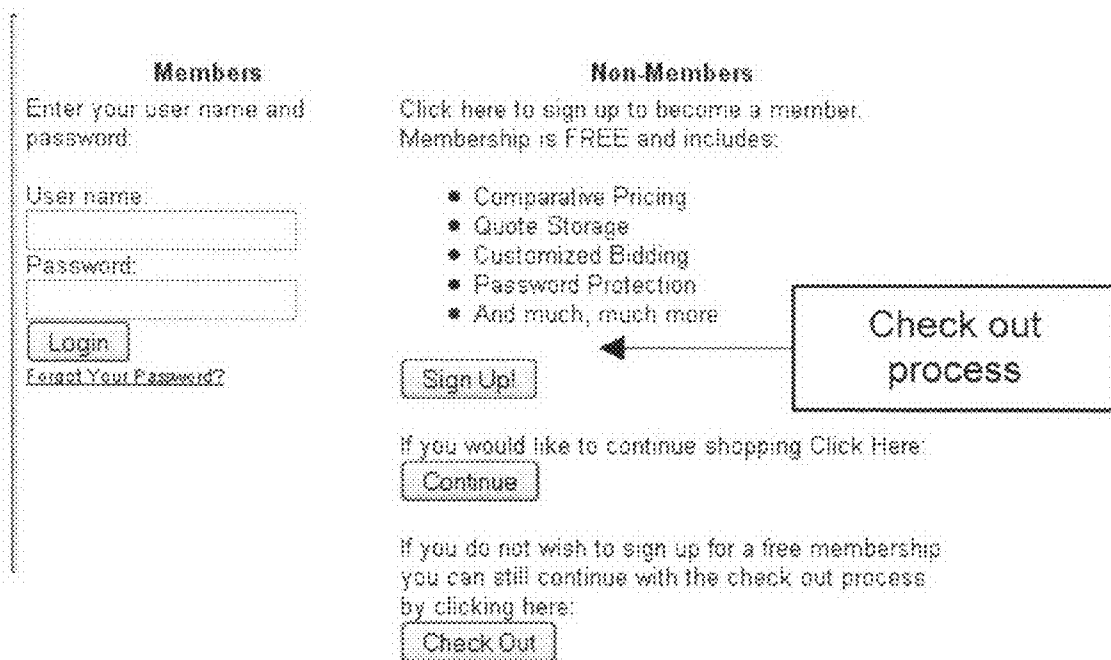 Members
Enter your user name and
password:
User name:
Password:
Login
Forgot Your Password?
Non-Members
Click here to sign up to become a member.
Membership is FREE and includes:
• Comparative Pricing
• Quote Storage
• Customized Bidding
• Password Protection
• And much, much more
Sign Up!
If you would like to continue shopping Click Here:
Continue
If you do not wish to sign up for a free membership
you can still continue with the check out process
by clicking here:
Check Out
Check out
process